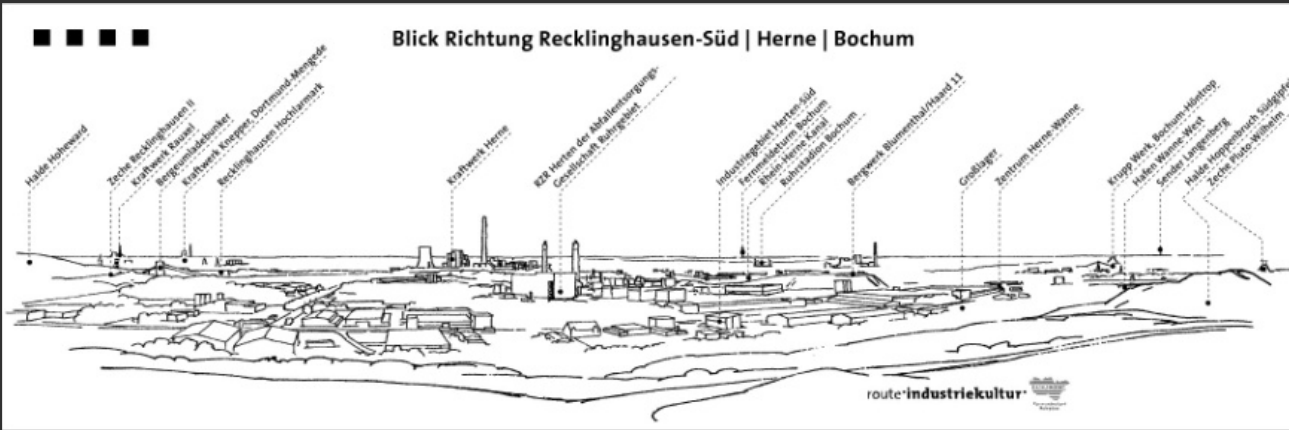 Blick Richtung Recklinghausen-Süd | Herne | Bochum
Halde Hoheward
Zeche Recklinghausen II
Kraftwerk Rauxel
Bergeumladebunker
Kraftwerk Knepper, Dortmund-Mengede
Recklinghausen Hochlarmark
Kraftwerk Herne
RZR Herten der Abfallentsorgungs-
Gesellschaft Ruhrgebiet
Industriegebiet Herten-Süd
Fernmeldeturm Bochum
Rhein-Herne Kanal
Ruhrstadion Bochum
Bergwerk Blumenthal/Haard 11
Großlager
Zentrum Herne-Wanne
Krupp Werk, Bochum-Höntrop
Hafen Wanne-West
Sender Langenberg
Halde Hoppenbruch Südgipfel
Zeche Pluto-Wilhelm
route·industriekultur·